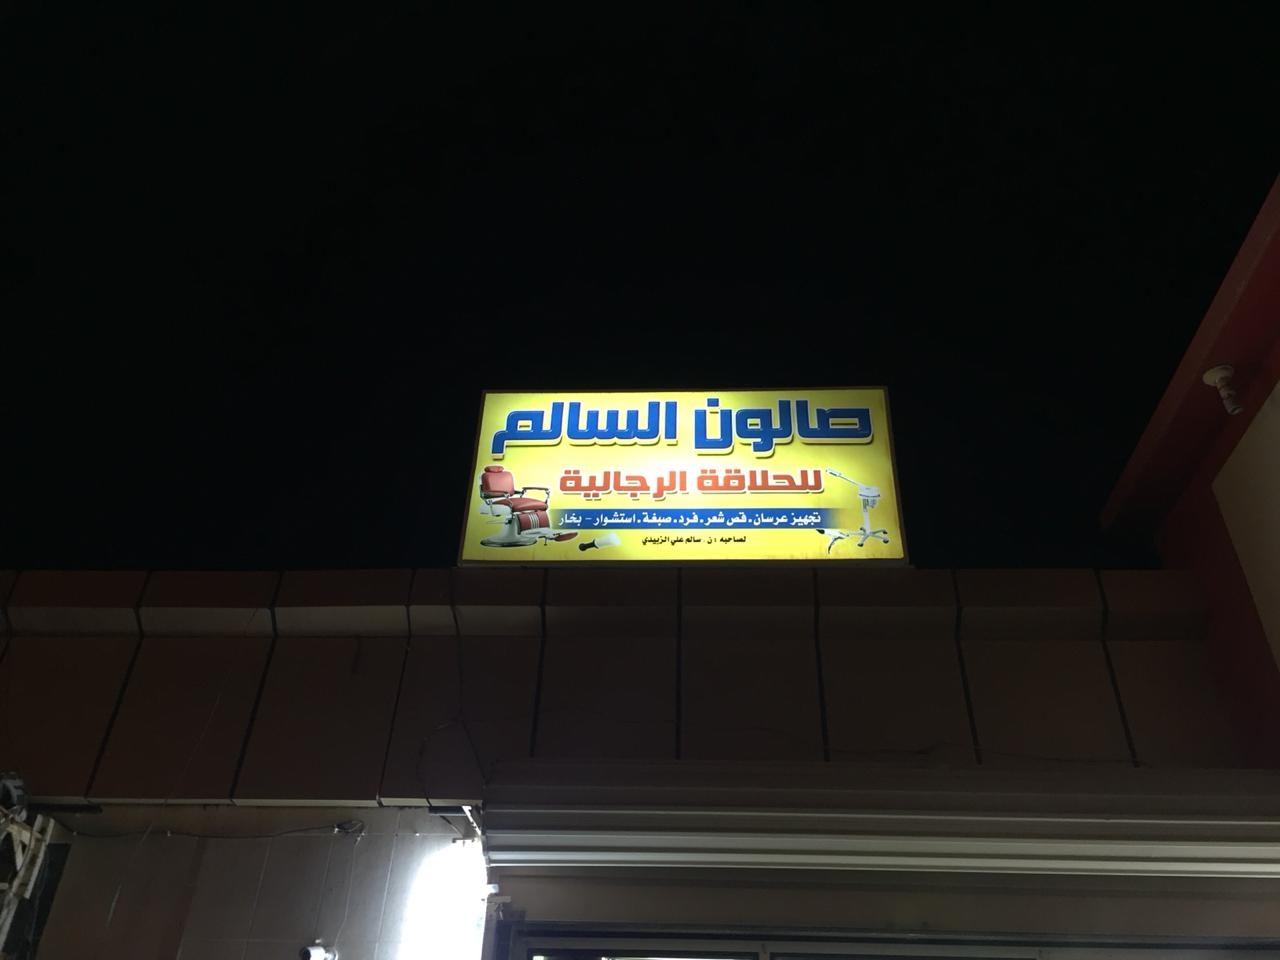 صالون السالم
للحلاقة الرجالية
تجهيز عرسان - قص شعر - فرد - صبغة - استشوار - بخار
لصاحبه : ن . سالم علي الزبيدي